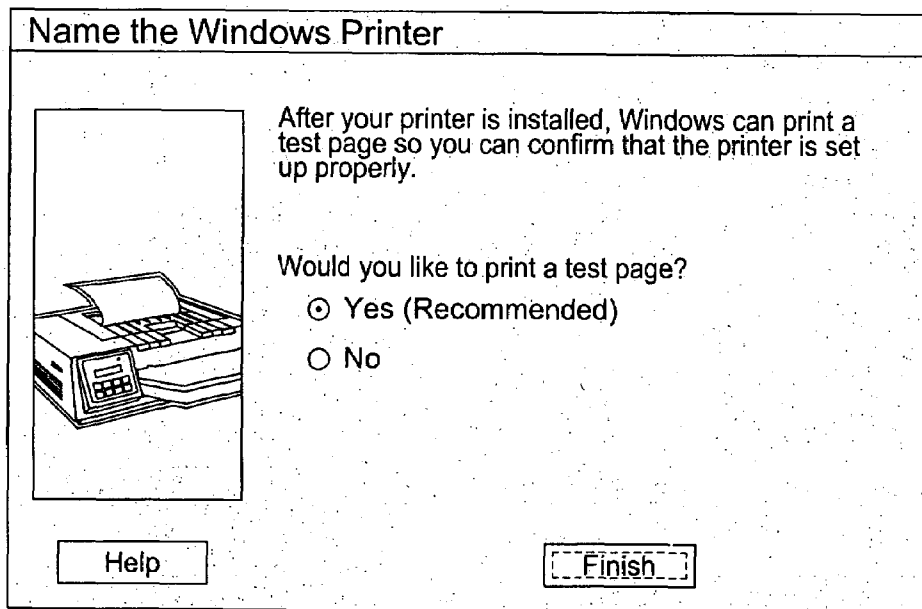 Name the Windows Printer
After your printer is installed, Windows can print a
test page so you can confirm that the printer is set
up properly.
Would you like to print a test page?
Yes (Recommended)
No
Help
Finish